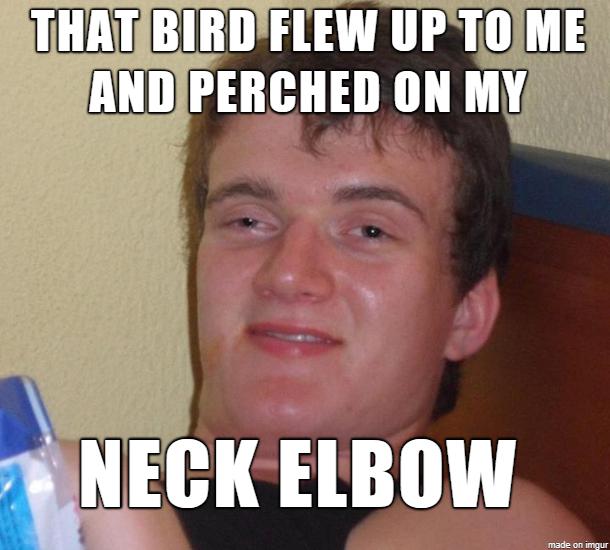 THAT BIRD FLEW UP TO ME
AND PERCHED ON MY
NECK ELBOW
made on imgur